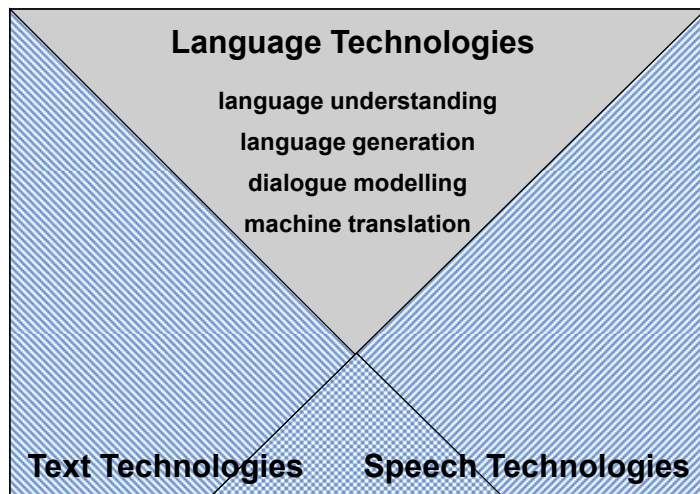 Language Technologies
language understanding
language generation
dialogue modelling
machine translation
Text Technologies
Speech Technologies